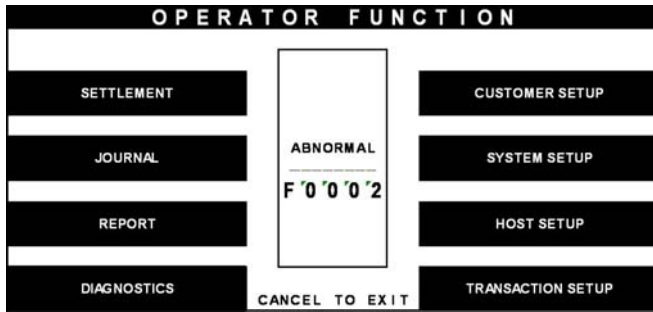 OPERATOR FUNCTION
SETTLEMENT
JOURNAL
REPORT
DIAGNOSTICS
ABNORMAL
F0002
CANCEL TO EXIT
CUSTOMER SETUP
SYSTEM SETUP
HOST SETUP
TRANSACTION SETUP